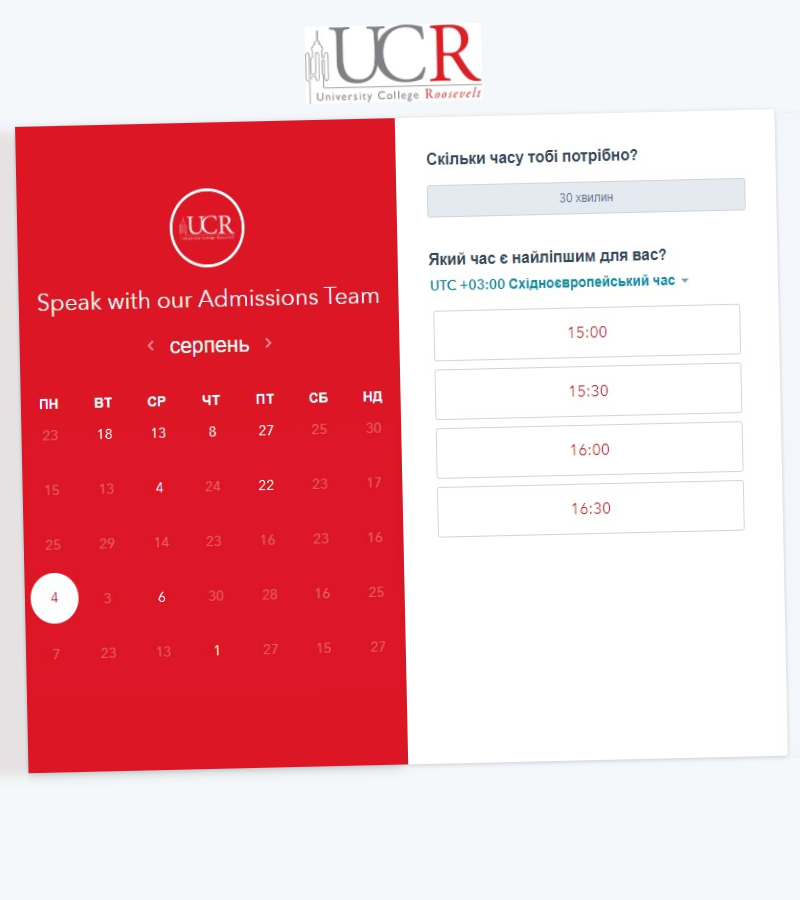 UCR
University College Roosevelt
UCR
University College Roosevelt
Speak with our Admissions Team
серпень
ПН ВТ СР ЧТ ПТ СБ НД
23 18 13 8 27 25 30
15 13 4 24 22 23 17
25 29 14 23 16 23 16
4 3 6 30 28 16 25
7 23 13 1 27 15 27
Скільки часу тобі потрібно?
30 хвилин
Який час є найліпшим для вас?
UTC +03:00 Східноєвропейський час
15:00
15:30
16:00
16:30